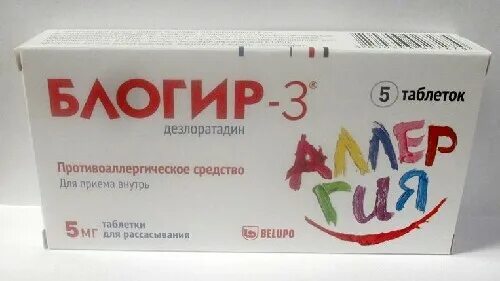 БЛОГИР-3®
дезлоратадин
5 таблеток
Противоаллергическое средство
Для приема внутрь
АЛЛЕР
ГИЯ
5 мг таблетки
для рассасывания
BELUPO